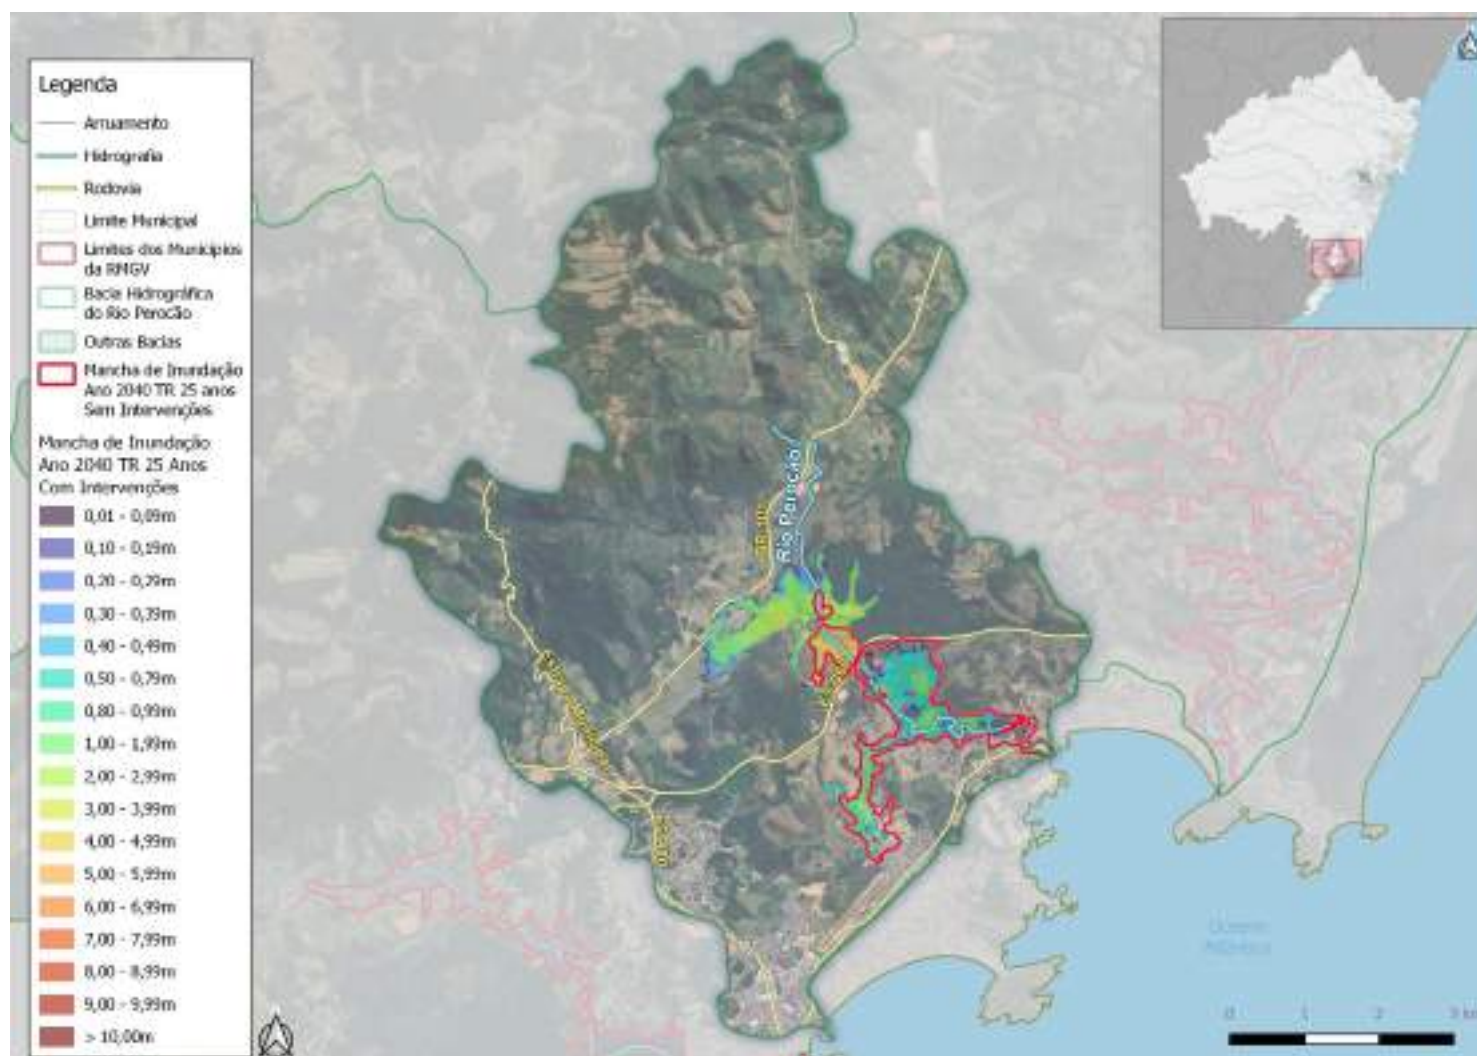 Legenda
Arruamento
Hidrografia
Rodovia
Limite Municipal
Limites dos Municípios
da RMGV
Bacia Hidrográfica
do Rio Perocão
Outras Bacias
Mancha de Inundação
Ano 2040 TR 25 anos
Sem Intervenções
Mancha de Inundação
Ano 2040 TR 25 Anos
Com Intervenções
0,01 - 0,09m
0,10 - 0,19m
0,20 - 0,29m
0,30 - 0,39m
0,40 - 0,49m
0,50 - 0,79m
0,80 - 0,99m
1,00 - 1,99m
2,00 - 2,99m
3,00 - 3,99m
4,00 - 4,99m
5,00 - 5,99m
6,00 - 6,99m
7,00 - 7,99m
8,00 - 8,99m
9,00 - 9,99m
> 10,00m
Rio Perocão
Oceano
Atlântico
0 1 2 3 km